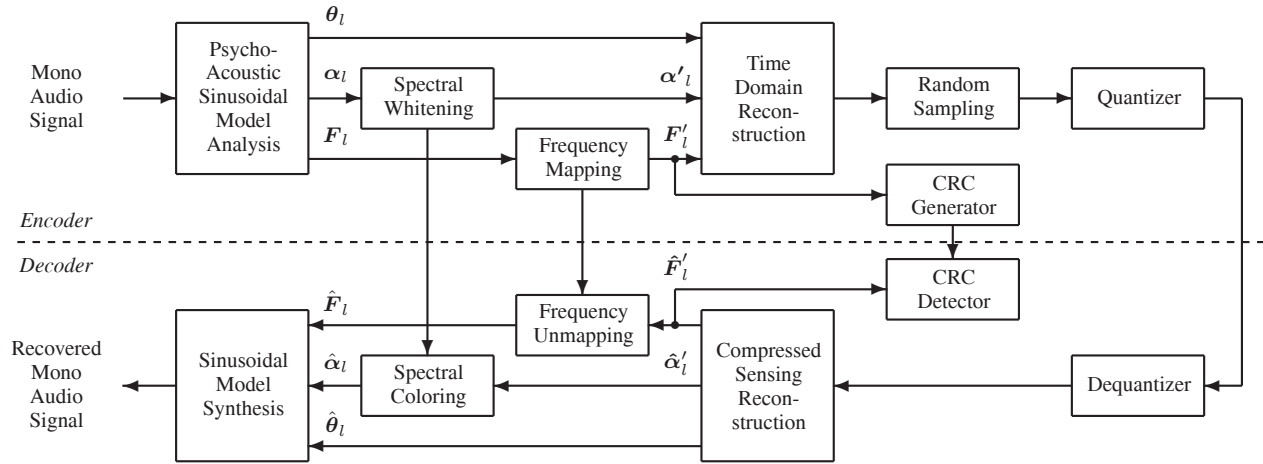 θ_l
Mono
Audio
Signal
Psycho-
Acoustic
Sinusoidal
Model
Analysis
α_l
Spectral
Whitening
α'_l
F_l
Frequency
Mapping
F'_l
Time
Domain
Recon-
struction
Random
Sampling
Quantizer
CRC
Generator
Encoder
Decoder
CRC
Detector
F̂'_l
F̂_l
Frequency
Unmapping
Recovered
Mono
Audio
Signal
Sinusoidal
Model
Synthesis
α̂_l
Spectral
Coloring
α̂'_l
Compressed
Sensing
Recon-
struction
Dequantizer
θ̂_l